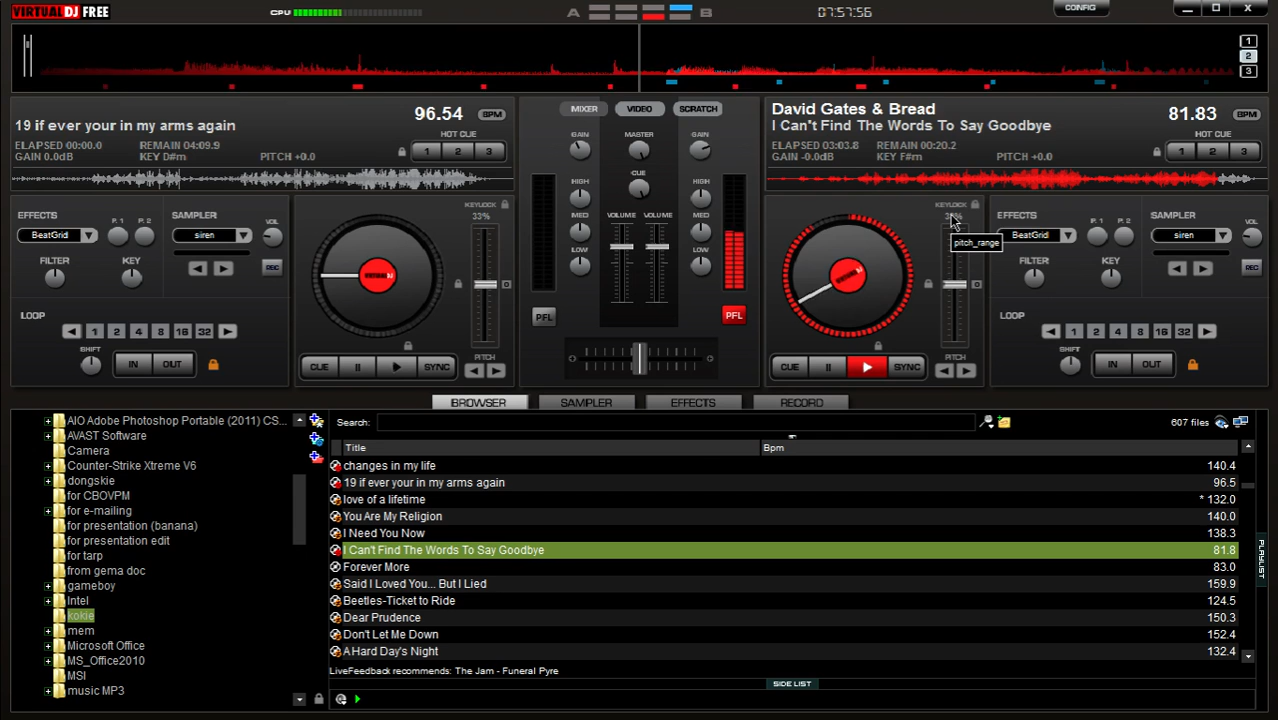 VIRTUAL DJ FREE
CPU
A
B
07:57:56
CONFIG
1
2
3
96.54 BPM
19 if ever your in my arms again
HOT CUE
ELAPSED 00:00.0 REMAIN 04:09.9
GAIN 0.0dB KEY D#m PITCH +0.0
1 2 3
MIXER VIDEO SCRATCH
GAIN MASTER GAIN
HIGH CUE HIGH
MED VOLUME VOLUME MED
LOW LOW
PFL PFL
David Gates & Bread
I Can"t Find The Words To Say Goodbye
81.83 BPM
HOT CUE
ELAPSED 03:03.8 REMAIN 00:20.2
GAIN -0.0dB KEY F#m PITCH +0.0
1 2 3
EFFECTS P. 1 P. 2 SAMPLER VOL
BeatGrid siren
FILTER KEY REC
LOOP
1 2 4 8 16 32
SHIFT IN OUT
KEYLOCK
33%
0
PITCH
CUE II SYNC
KEYLOCK
pitch_range
0
PITCH
CUE II SYNC
EFFECTS P. 1 P. 2 SAMPLER VOL
BeatGrid siren
FILTER KEY REC
LOOP
1 2 4 8 16 32
SHIFT IN OUT
BROWSER SAMPLER EFFECTS RECORD
AIO Adobe Photoshop Portable (2011) CS...
AVAST Software
Camera
Counter-Strike Xtreme V6
dongskie
for CBOVPM
for e-mailing
for presentation (banana)
for presentation edit
for tarp
from gema doc
gameboy
Intel
kokie
mem
Microsoft Office
MS_Office2010
MSI
music MP3
Search: 607 files
Title Bpm
changes in my life 140.4
19 if ever your in my arms again 96.5
love of a lifetime * 132.0
You Are My Religion 140.0
I Need You Now 138.3
I Can't Find The Words To Say Goodbye 81.8
Forever More 83.0
Said I Loved You... But I Lied 159.9
Beetles-Ticket to Ride 124.5
Dear Prudence 150.3
Don't Let Me Down 152.4
A Hard Day's Night 132.4
LiveFeedback recommends: The Jam - Funeral Pyre
SIDE LIST
PLAYLIST